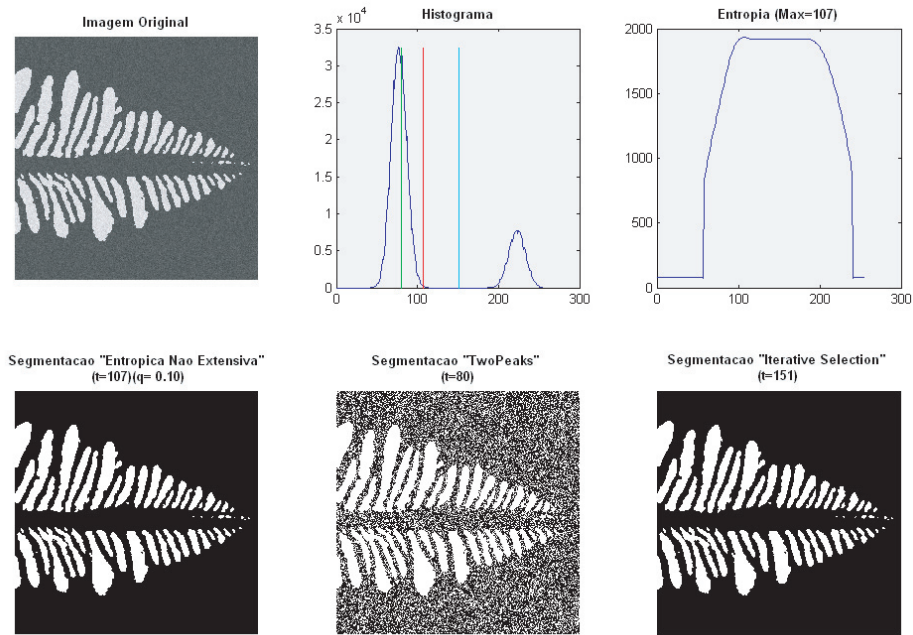 Imagem Original
Histograma
Entropia (Max=107)
x 10⁴
3.5
3
2.5
2
1.5
1
0.5
0
0
100
200
300
2000
1500
1000
500
0
0
100
200
300
Segmentacao "Entropica Nao Extensiva"
(t=107)(q= 0.10)
Segmentacao "TwoPeaks"
(t=80)
Segmentacao "Iterative Selection"
(t=151)